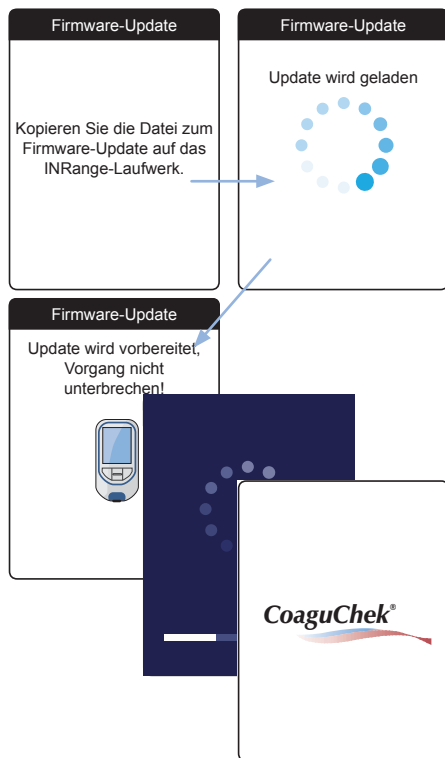 Firmware-Update
Kopieren Sie die Datei zum
Firmware-Update auf das
INRange-Laufwerk.
Firmware-Update
Update wird geladen
Firmware-Update
Update wird vorbereitet,
Vorgang nicht
unterbrechen!
CoaguChek®